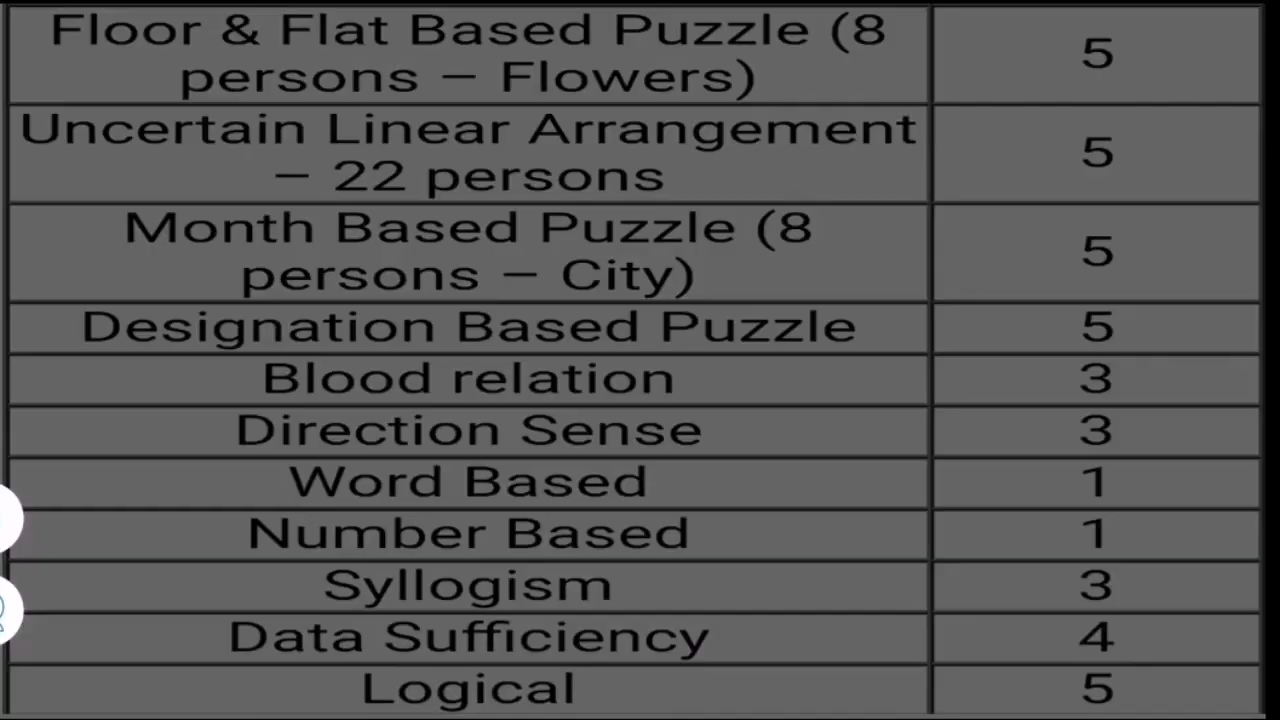 Floor & Flat Based Puzzle (8
persons – Flowers)
5
Uncertain Linear Arrangement
– 22 persons
5
Month Based Puzzle (8
persons – City)
5
Designation Based Puzzle
5
Blood relation
3
Direction Sense
3
Word Based
1
Number Based
1
Syllogism
3
Data Sufficiency
4
Logical
5